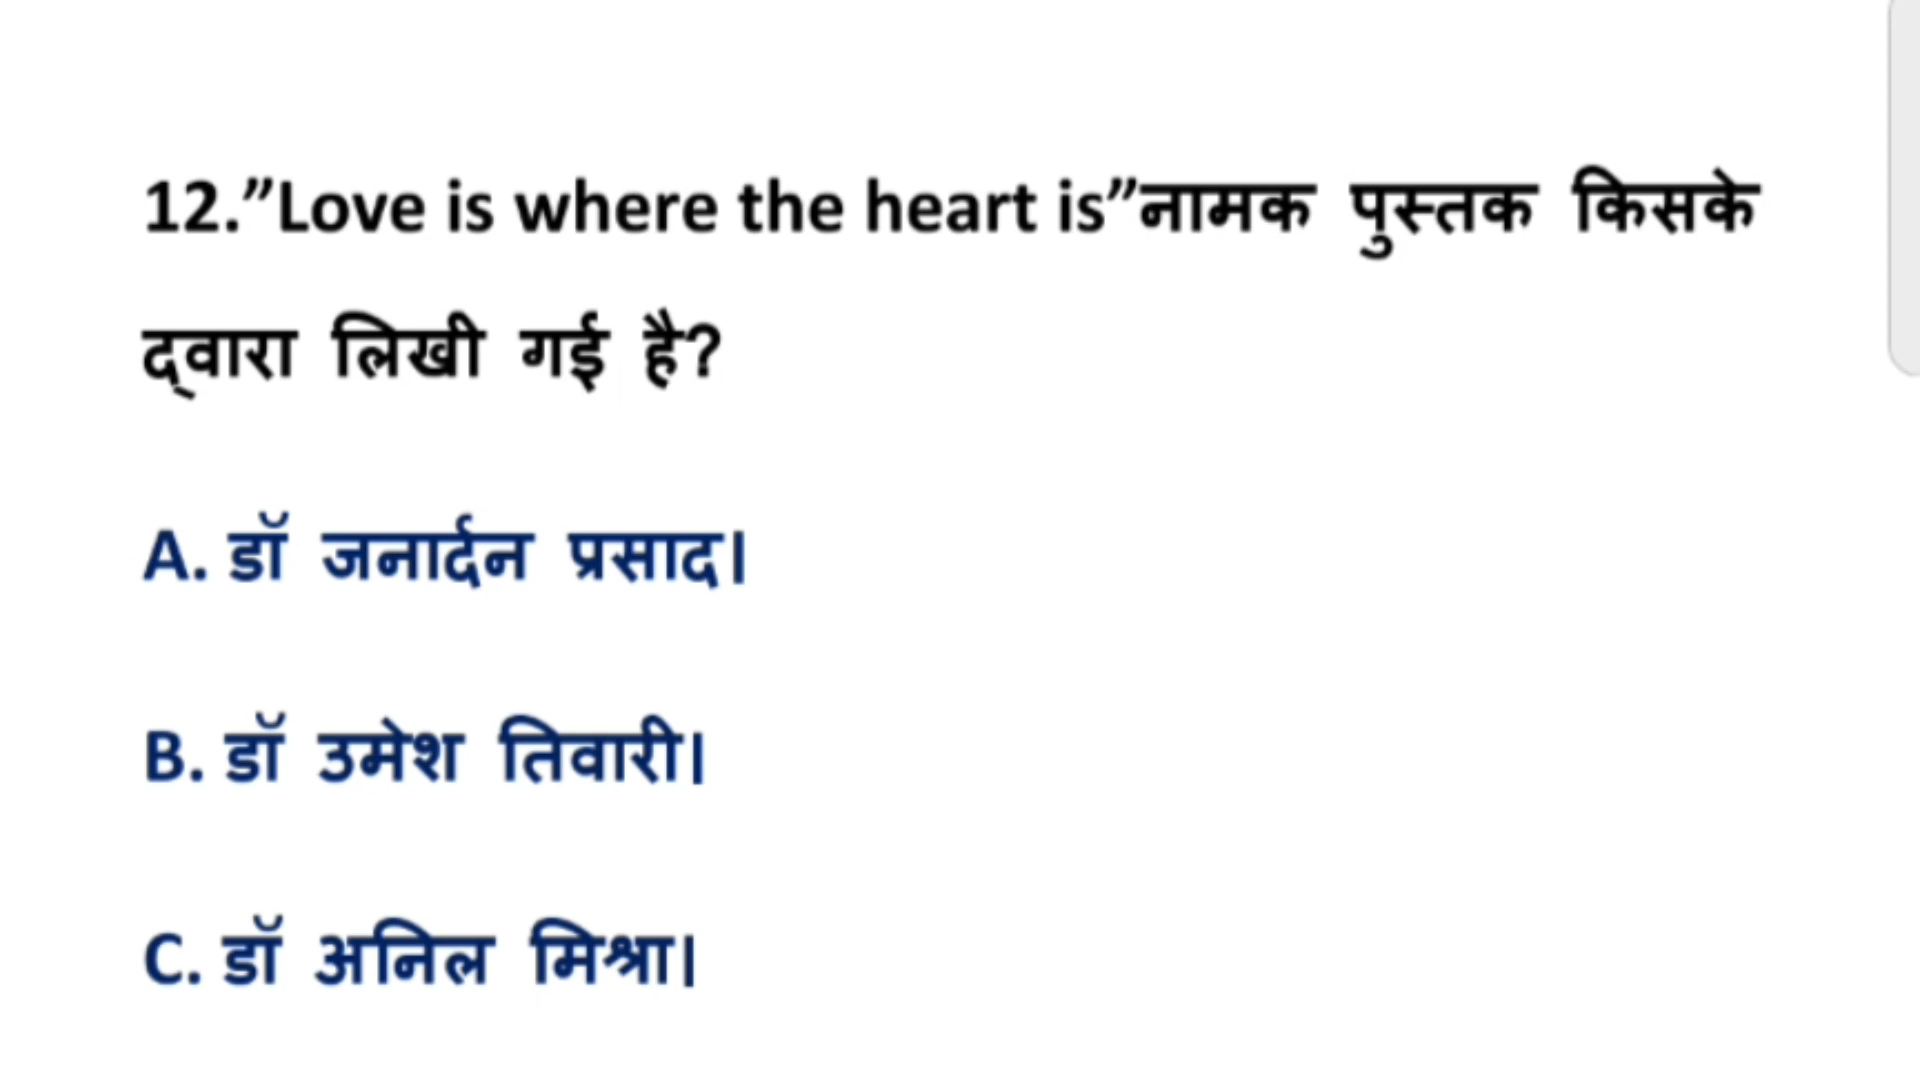 12.”Love is where the heart is”नामक पुस्तक किसके
द्वारा लिखी गई है?
A. डॉ जनार्दन प्रसाद।
B. डॉ उमेश तिवारी।
C. डॉ अनिल मिश्रा।